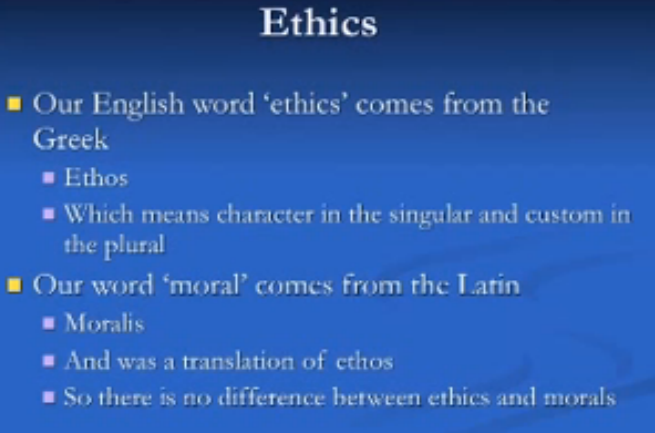 Ethics
Our English word ‘ethics’ comes from the
Greek
Ethos
Which means character in the singular and custom in
the plural
Our word ‘moral’ comes from the Latin
Moralis
And was a translation of ethos
So there is no difference between ethics and morals